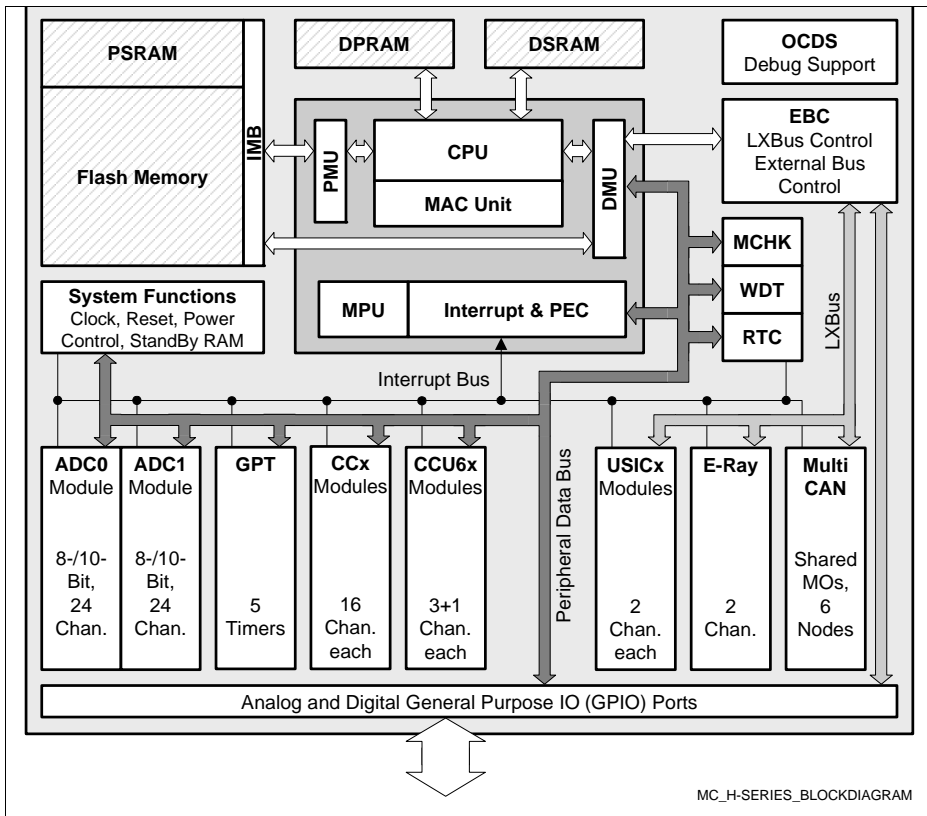 PSRAM
Flash Memory
IMB
DPRAM
DSRAM
OCDS
Debug Support
PMU
CPU
MAC Unit
DMU
EBC
LXBus Control
External Bus
Control
MCHK
WDT
RTC
LXBus
System Functions
Clock, Reset, Power
Control, StandBy RAM
MPU
Interrupt & PEC
Interrupt Bus
Peripheral Data Bus
ADC0
Module
8-/10-
Bit,
24
Chan.
ADC1
Module
8-/10-
Bit,
24
Chan.
GPT
5
Timers
CCx
Modules
16
Chan.
each
CCU6x
Modules
3+1
Chan.
each
USICx
Modules
2
Chan.
each
E-Ray
2
Chan.
Multi
CAN
Shared
MOs,
6
Nodes
Analog and Digital General Purpose IO (GPIO) Ports
MC_H-SERIES_BLOCKDIAGRAM